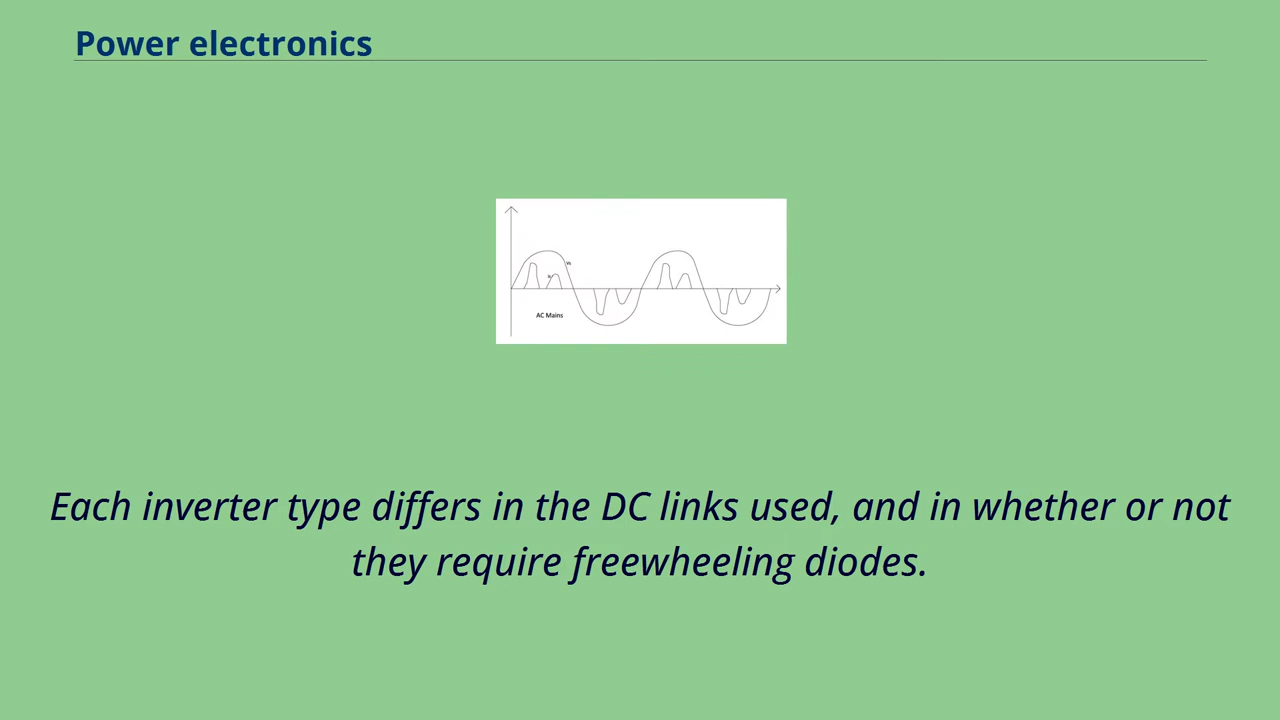 Power electronics
AC Mains
Each inverter type differs in the DC links used, and in whether or not
they require freewheeling diodes.